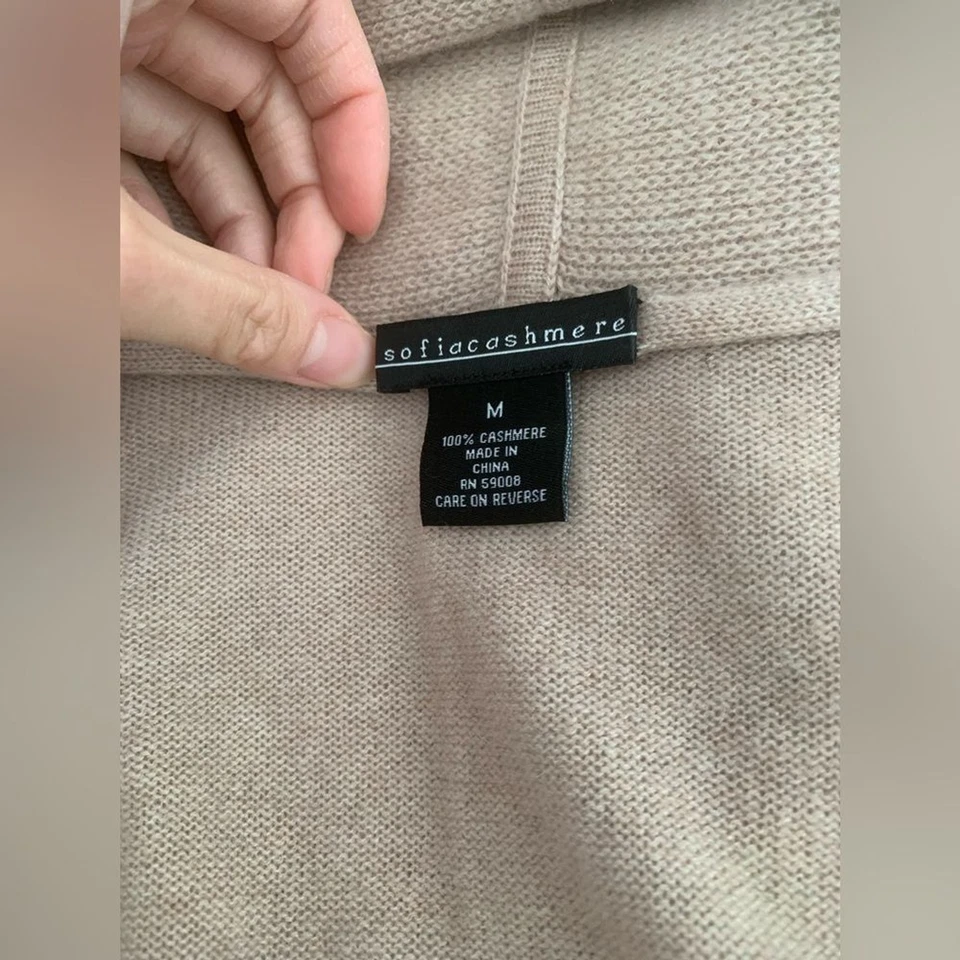 sofiacashmere
M
100% CASHMERE
MADE IN
CHINA
RN 59008
CARE ON REVERSE